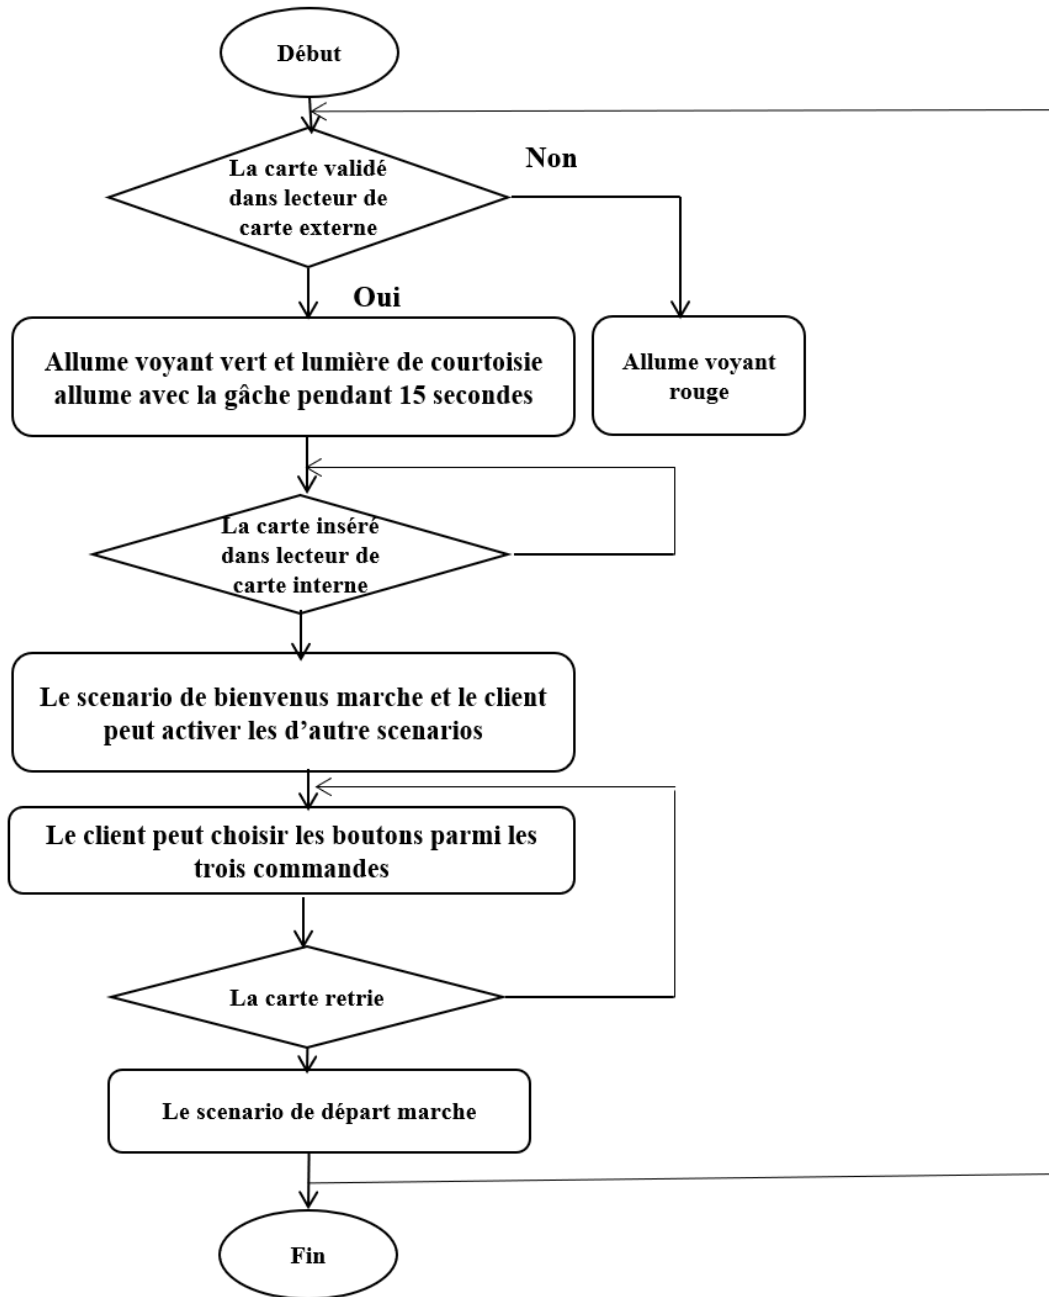 Début
La carte validé
dans lecteur de
carte externe
Non
Oui
Allume voyant vert et lumière de courtoisie
allume avec la gâche pendant 15 secondes
Allume voyant
rouge
La carte inséré
dans lecteur de
carte interne
Le scenario de bienvenus marche et le client
peut activer les d’autre scenarios
Le client peut choisir les boutons parmi les
trois commandes
La carte retrie
Le scenario de départ marche
Fin